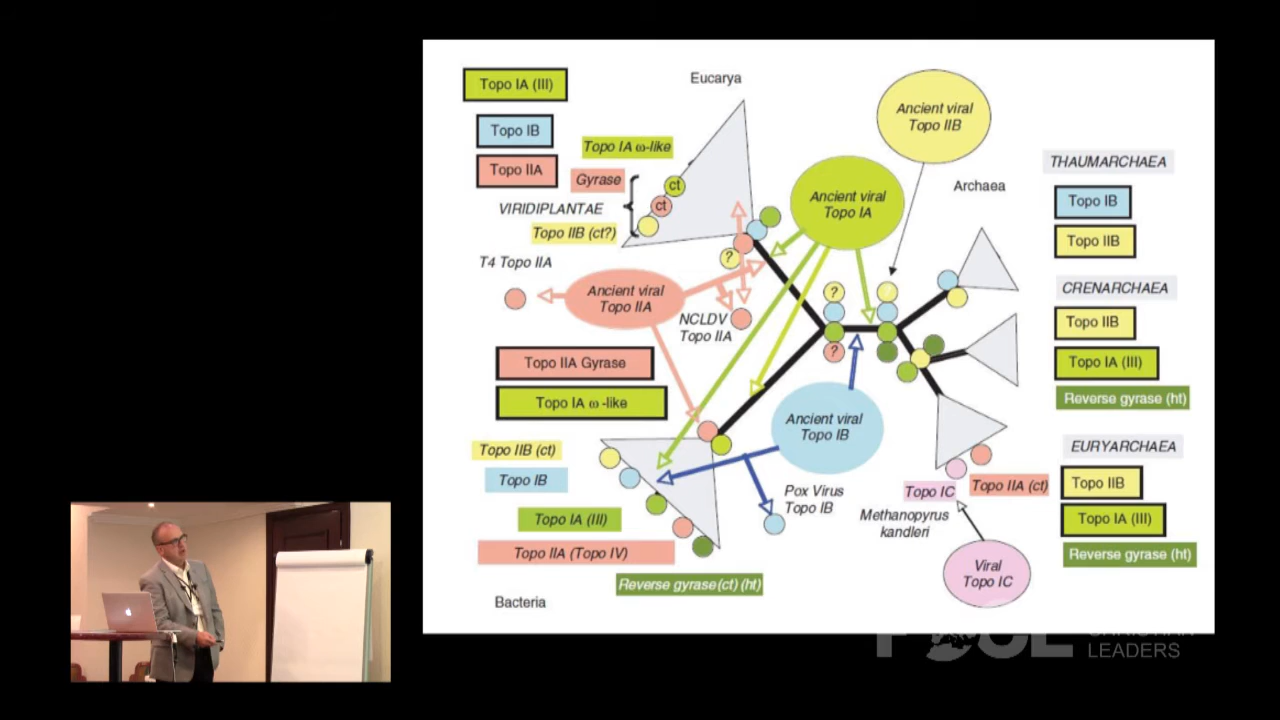 Topo IA (III)
Topo IB
Topo IIA
Eucarya
Topo IA ω-like
Gyrase
VIRIDIPLANTAE
Topo IIB (ct?)
ct
ct
?
T4 Topo IIA
Ancient viral
Topo IIA
NCLDV
Topo IIA
Ancient viral
Topo IA
Ancient viral
Topo IIB
Archaea
?
?
?
Topo IIA Gyrase
Topo IA ω -like
Topo IIB (ct)
Topo IB
Topo IA (III)
Topo IIA (Topo IV)
Reverse gyrase(ct) (ht)
Bacteria
Ancient viral
Topo IB
Pox Virus
Topo IB
Topo IC
Topo IIA (ct)
Methanopyrus
kandleri
Viral
Topo IC
THAUMARCHAEA
Topo IB
Topo IIB
CRENARCHAEA
Topo IIB
Topo IA (III)
Reverse gyrase (ht)
EURYARCHAEA
Topo IIB
Topo IA (III)
Reverse gyrase (ht)
LEADERS